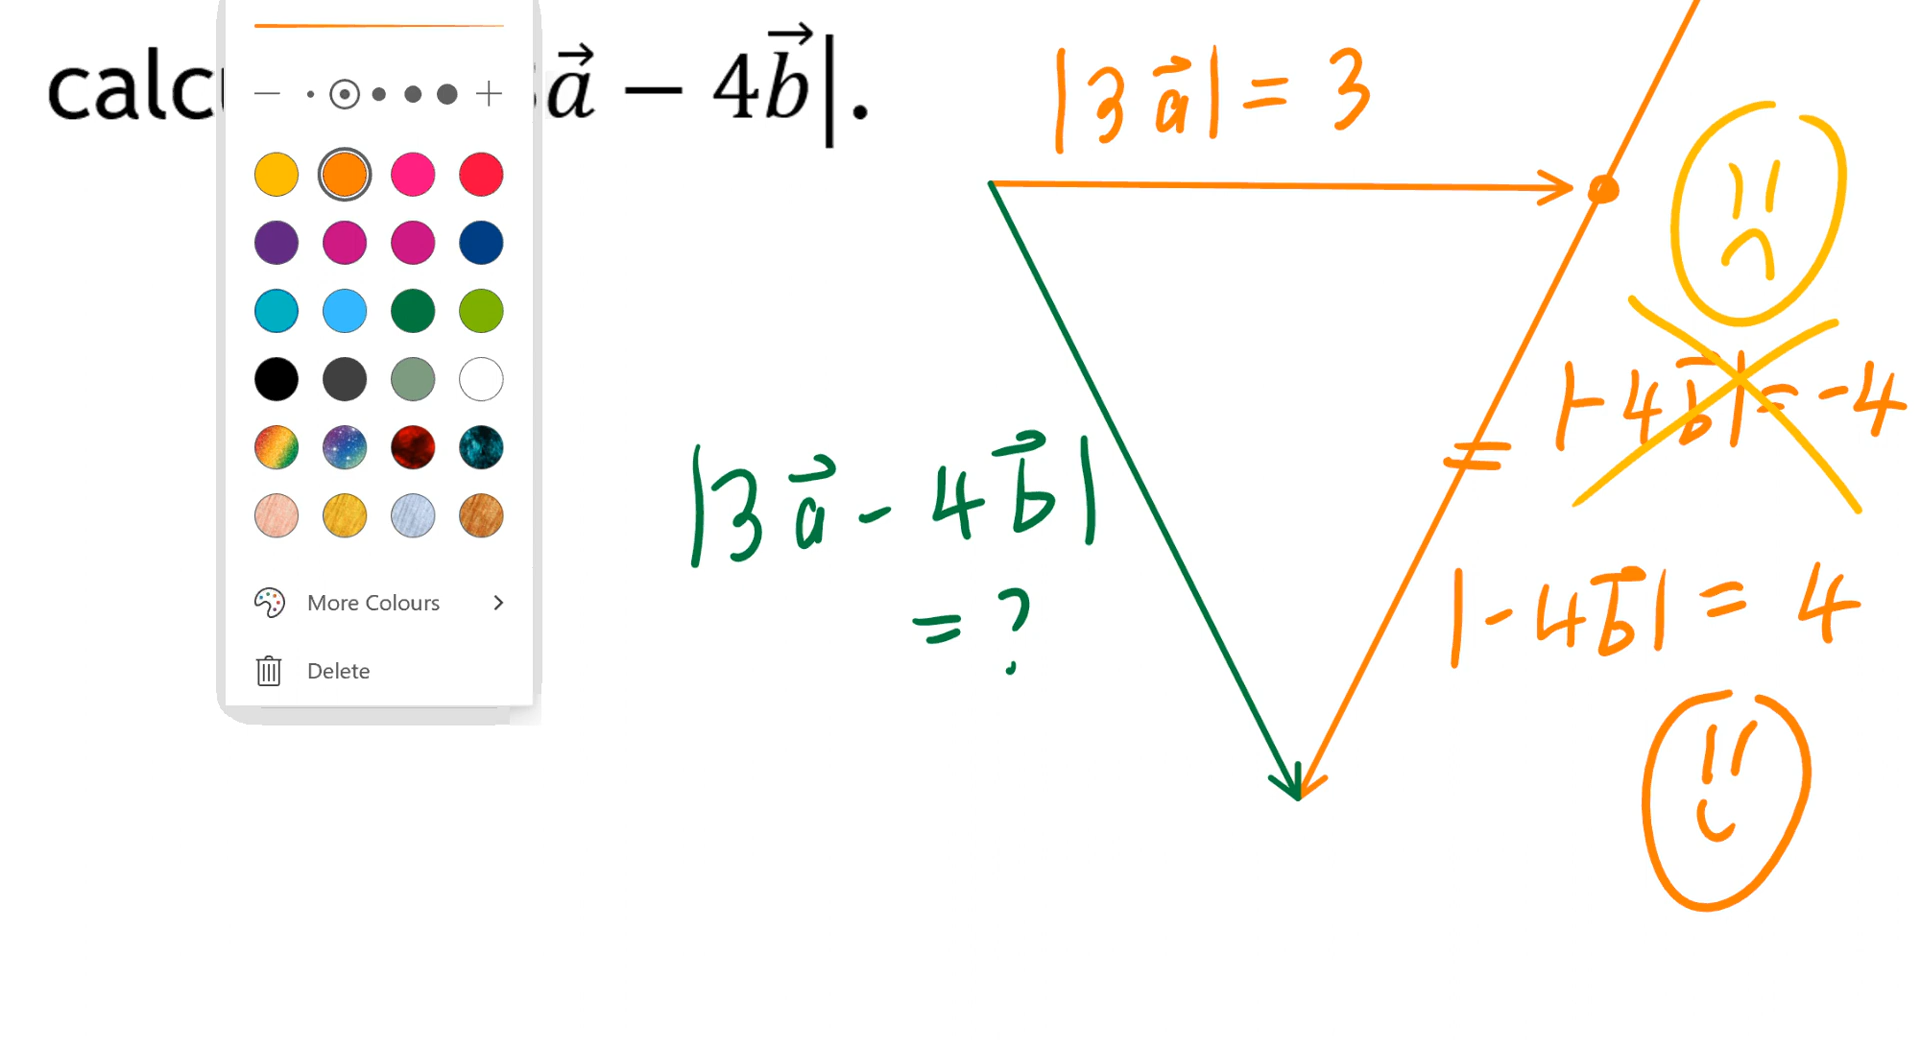 calc
a⃗ − 4b⃗|.
|3a⃗| = 3
|-4b⃗| = -4
|3a⃗ - 4b⃗|
= ?
|-4b⃗| = 4
More Colours
Delete